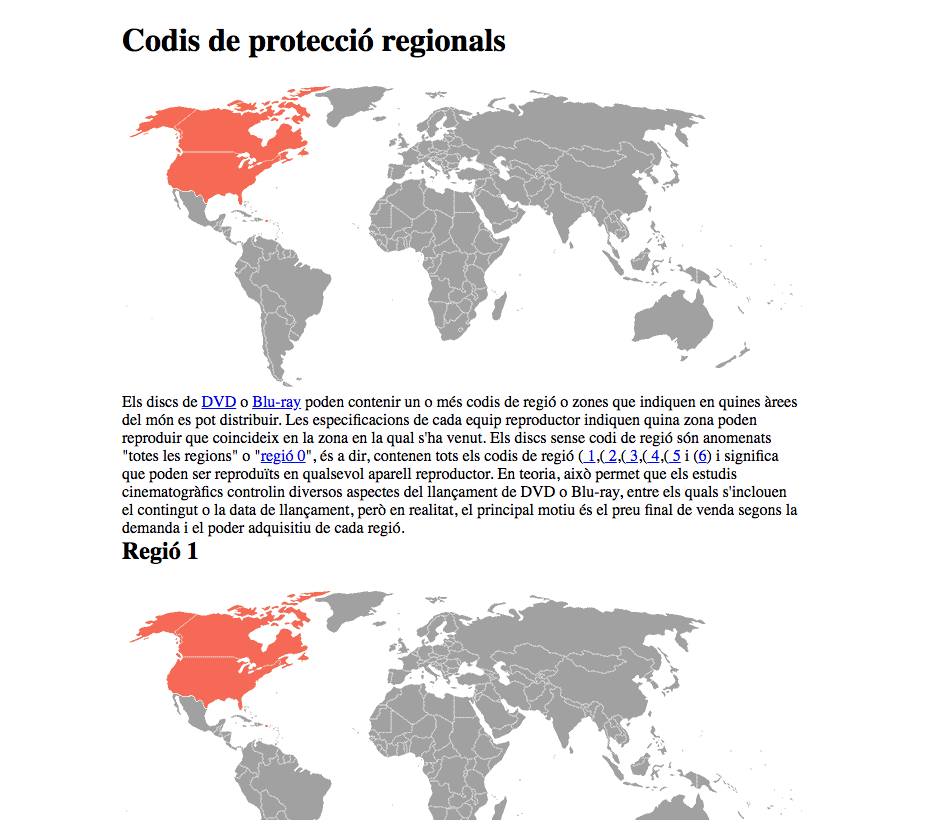 Codis de protecció regionals
Els discs de DVD o Blu-ray poden contenir un o més codis de regió o zones que indiquen en quines àrees
del món es pot distribuir. Les especificacions de cada equip reproductor indiquen quina zona poden
reproduir que coincideix en la zona en la qual s'ha venut. Els discs sense codi de regió són anomenats
"totes les regions" o "regió 0", és a dir, contenen tots els codis de regió ( 1,( 2,( 3,( 4,( 5 i (6) i significa
que poden ser reproduïts en qualsevol aparell reproductor. En teoria, això permet que els estudis
cinematogràfics controlin diversos aspectes del llançament de DVD o Blu-ray, entre els quals s'inclouen
el contingut o la data de llançament, però en realitat, el principal motiu és el preu final de venda segons la
demanda i el poder adquisitiu de cada regió.
Regió 1